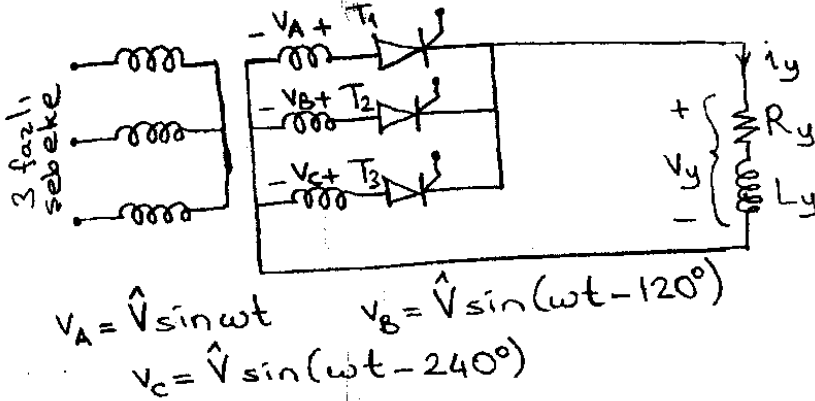 - VA + T1
- VB + T2
- VC + T3
3 fazlı
şebeke
iy
+
Vy
-
Ry
Ly
VA = V̂ sin ωt    VB = V̂ sin(ωt - 120°)
VC = V̂ sin(ωt - 240°)